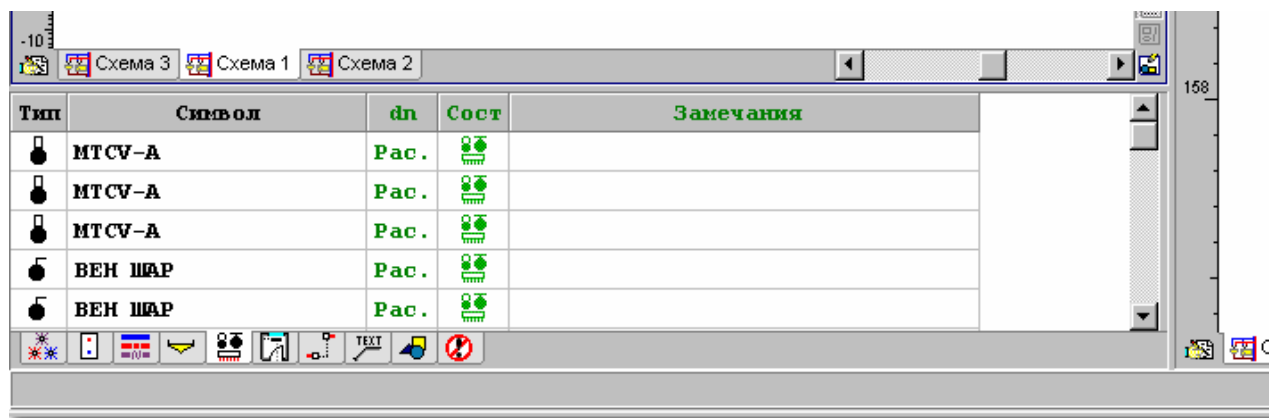 -10
Схема 3 Схема 1 Схема 2
158
Тип Символ dn Сост Замечания
MTCV-A Рас.
MTCV-A Рас.
MTCV-A Рас.
ВЕН ШАР Рас.
ВЕН ШАР Рас.
TEXT
С